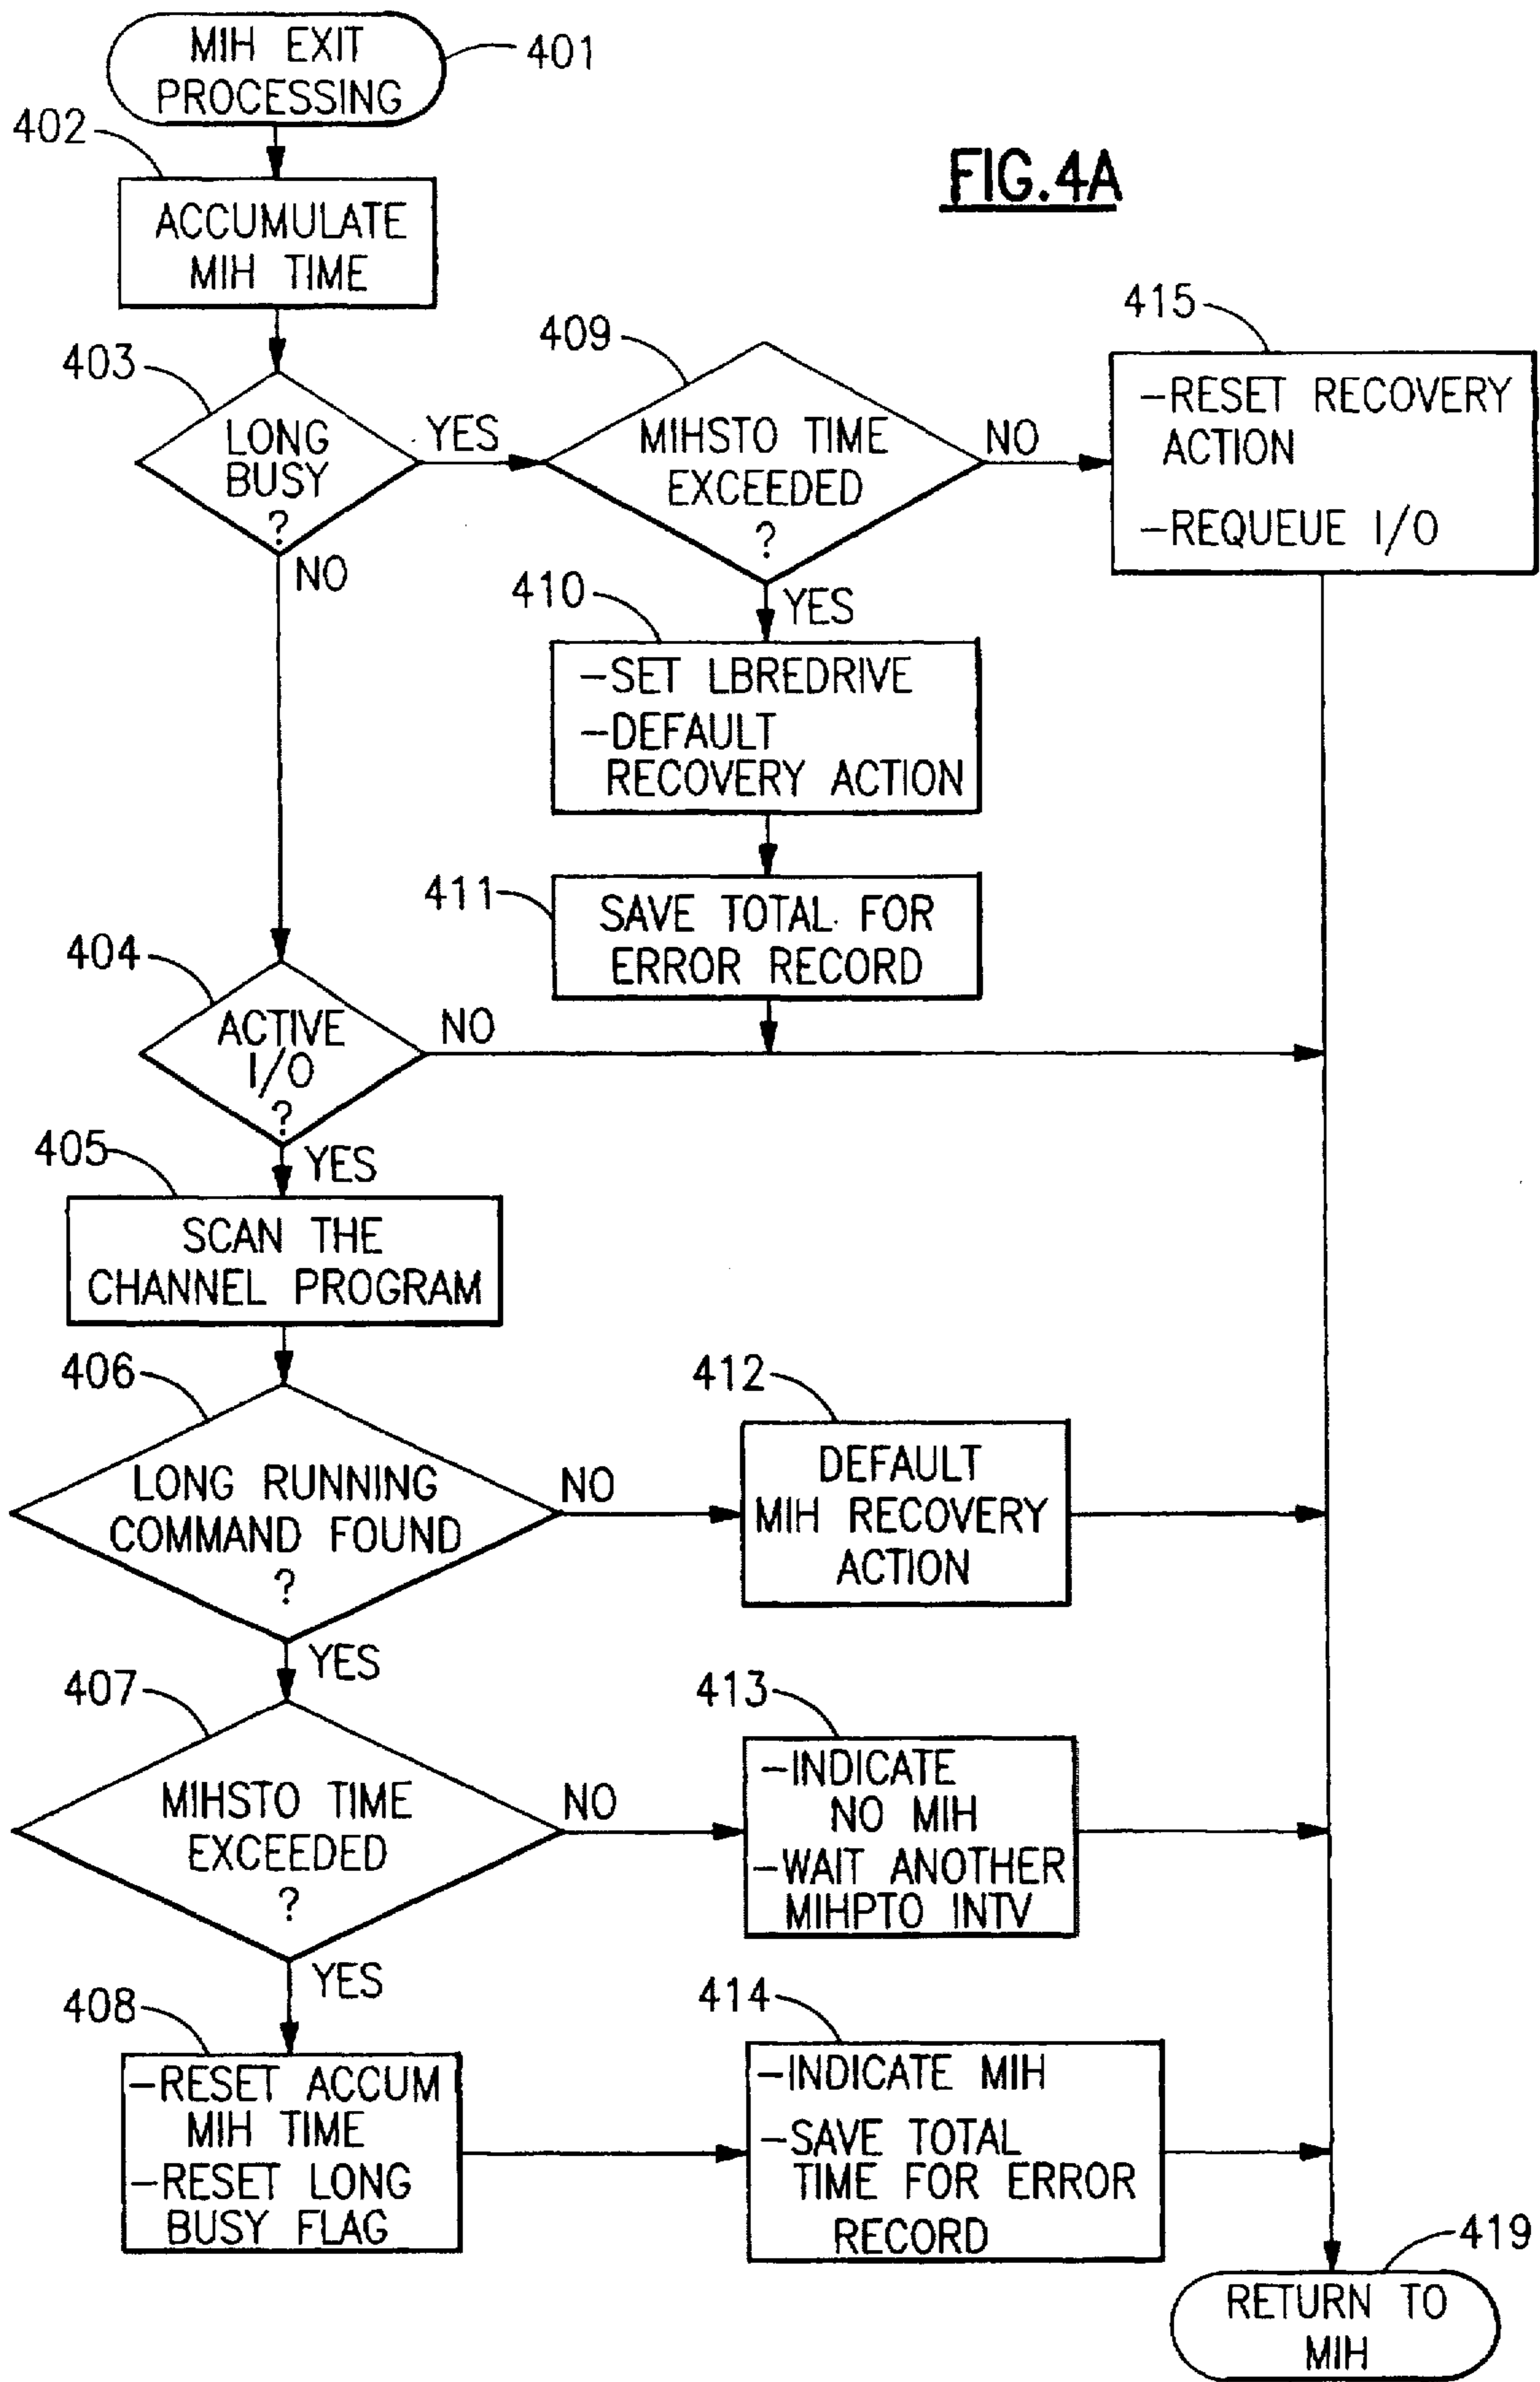 MIH EXIT
PROCESSING
401
402
FIG.4A
ACCUMULATE
MIH TIME
403
LONG
BUSY
?
YES
NO
409
MIHSTO TIME
EXCEEDED
?
NO
YES
415
-RESET RECOVERY
ACTION
-REQUEUE I/O
410
-SET LBREDRIVE
-DEFAULT
RECOVERY ACTION
411
SAVE TOTAL FOR
ERROR RECORD
404
ACTIVE
I/O
?
NO
YES
405
SCAN THE
CHANNEL PROGRAM
406
LONG RUNNING
COMMAND FOUND
?
NO
YES
412
DEFAULT
MIH RECOVERY
ACTION
407
MIHSTO TIME
EXCEEDED
?
NO
YES
413
-INDICATE
NO MIH
-WAIT ANOTHER
MIHPTO INTV
408
-RESET ACCUM
MIH TIME
-RESET LONG
BUSY FLAG
414
-INDICATE MIH
-SAVE TOTAL
TIME FOR ERROR
RECORD
419
RETURN TO
MIH